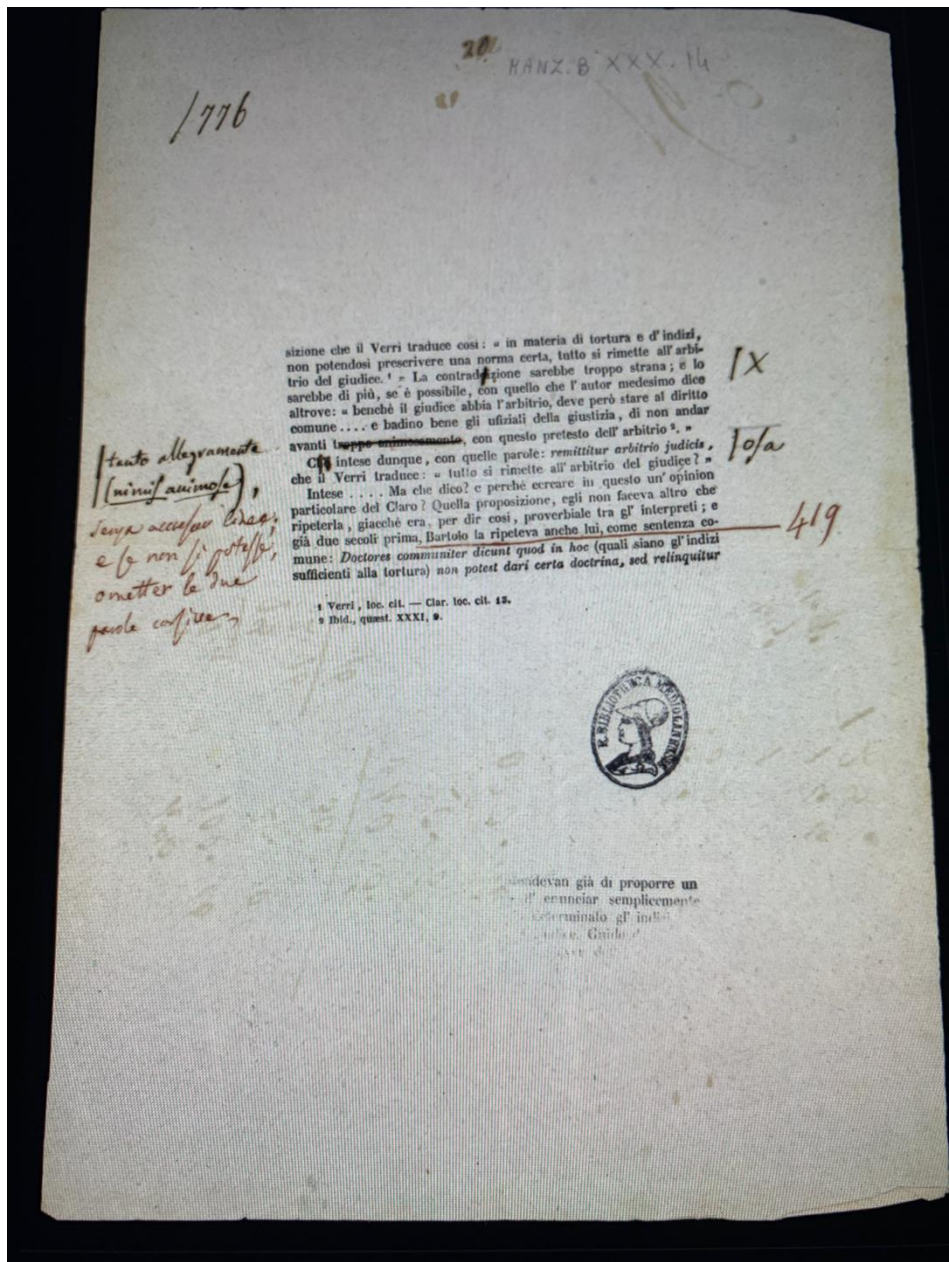 20
MANZ. B XXX. 14
1776
sizione che il Verri traduce così: « in materia di tortura e d'indizi,
non potendosi prescrivere una norma certa, tutto si rimette all'arbi-
trio del giudice. ¹ » La contradizione sarebbe troppo strana; e lo
sarebbe di più, se è possibile, con quello che l'autor medesimo dice
altrove: « benchè il giudice abbia l'arbitrio, deve però stare al diritto
comune .... e badino bene gli ufiziali della giustizia, di non andar
avanti troppo animosamente, con questo pretesto dell'arbitrio ². »
intese dunque, con quelle parole: remittitur arbitrio judicis,
che il Verri traduce: « tutto si rimette all'arbitrio del giudice? »
Intese .... Ma che dico? e perchè cercare in questo un'opinion
particolare del Claro? Quella proposizione, egli non faceva altro che
ripeterla, giacchè era, per dir così, proverbiale tra gl'interpreti; e
già due secoli prima, Bartolo la ripeteva anche lui, come sentenza co-
mune: Doctores communiter dicunt quod in hoc (quali siano gl'indizi
sufficienti alla tortura) non potest dari certa doctrina, sed relinquitur
1 Verri, loc. cit. — Clar. loc. cit. 13.
2 Ibid., quæst. XXXI, 9.
tanto allegramente
(nimis animose),
senza
e se non si potesse,
ometter le due
parole
X
o/a
419
R. BIBLIOTHECA MEDIOLANENSIS
già di proporre un
d'enunciar semplicemente
gl'indizi
Guido